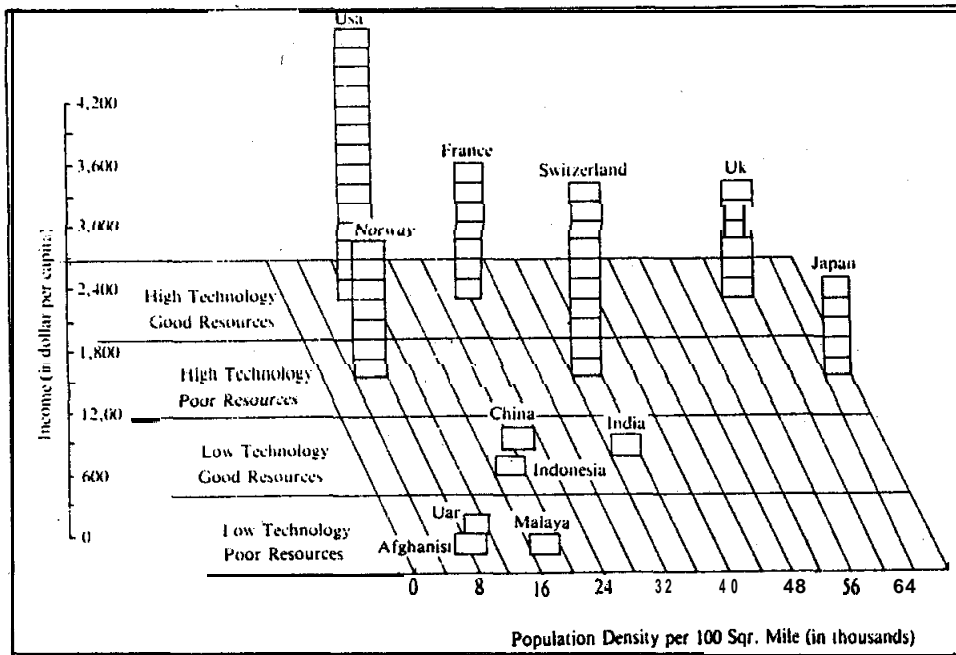 Usa
4,200
France
3,600
Switzerland
Uk
3,000
Norway
Japan
2,400
High Technology
Good Resources
1,800
High Technology
Poor Resources
12,00
China
India
Low Technology
Good Resources
Indonesia
600
Uar
Malaya
Low Technology
Poor Resources
Afghanisi
0
Income (in dollar per capital
0 8 16 24 32 40 48 56 64
Population Density per 100 Sqr. Mile (in thousands)